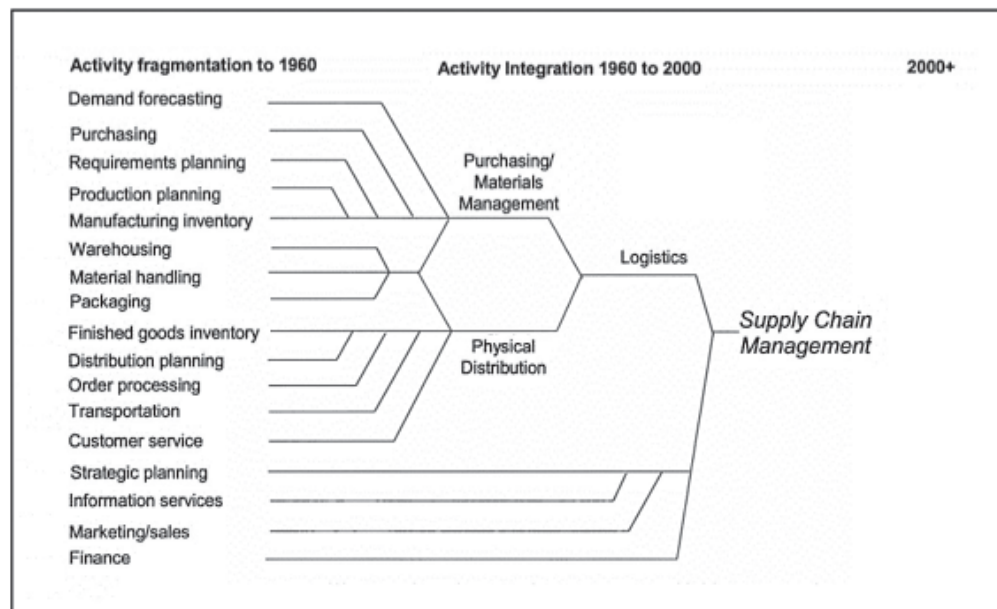 Activity fragmentation to 1960
Activity Integration 1960 to 2000
2000+
Demand forecasting
Purchasing
Requirements planning
Production planning
Manufacturing inventory
Warehousing
Material handling
Packaging
Finished goods inventory
Distribution planning
Order processing
Transportation
Customer service
Strategic planning
Information services
Marketing/sales
Finance
Purchasing/
Materials
Management
Physical
Distribution
Logistics
Supply Chain
Management